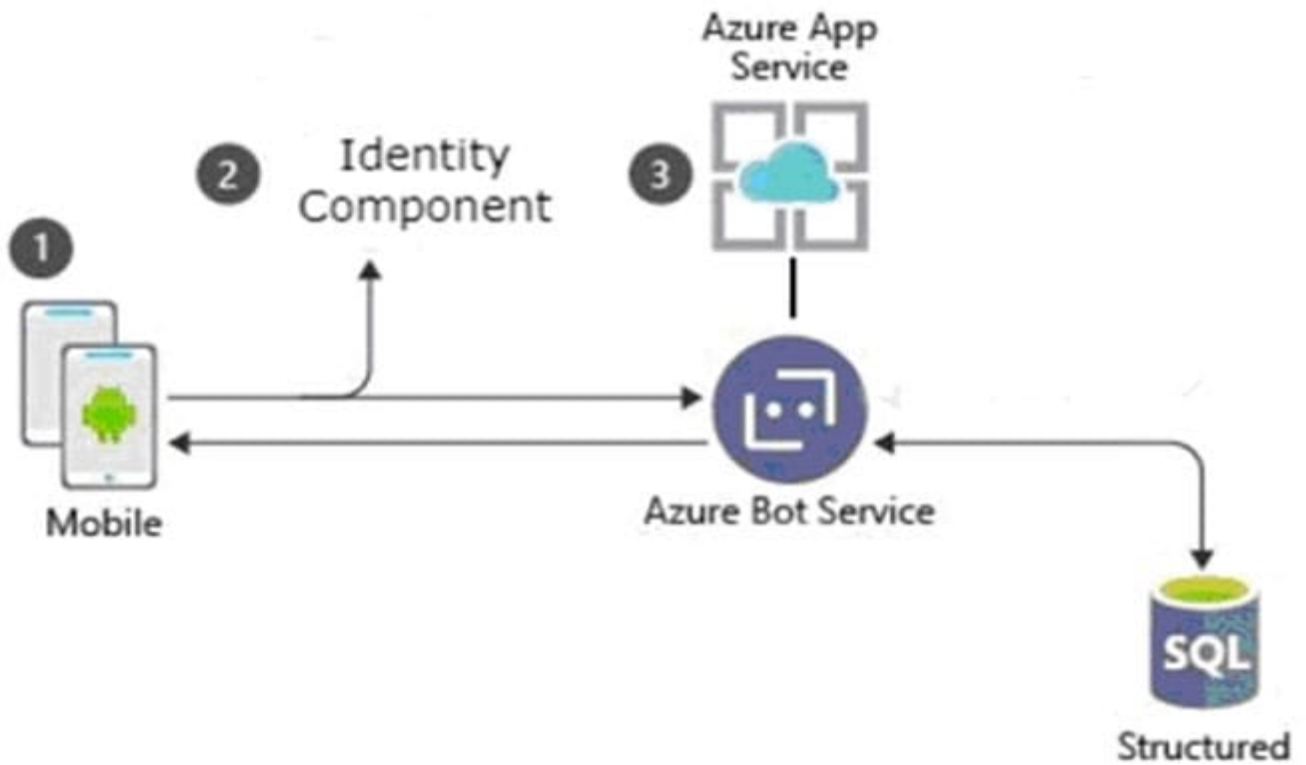 Azure App
Service
2
Identity
Component
3
1
Mobile
Azure Bot Service
SQL
Structured